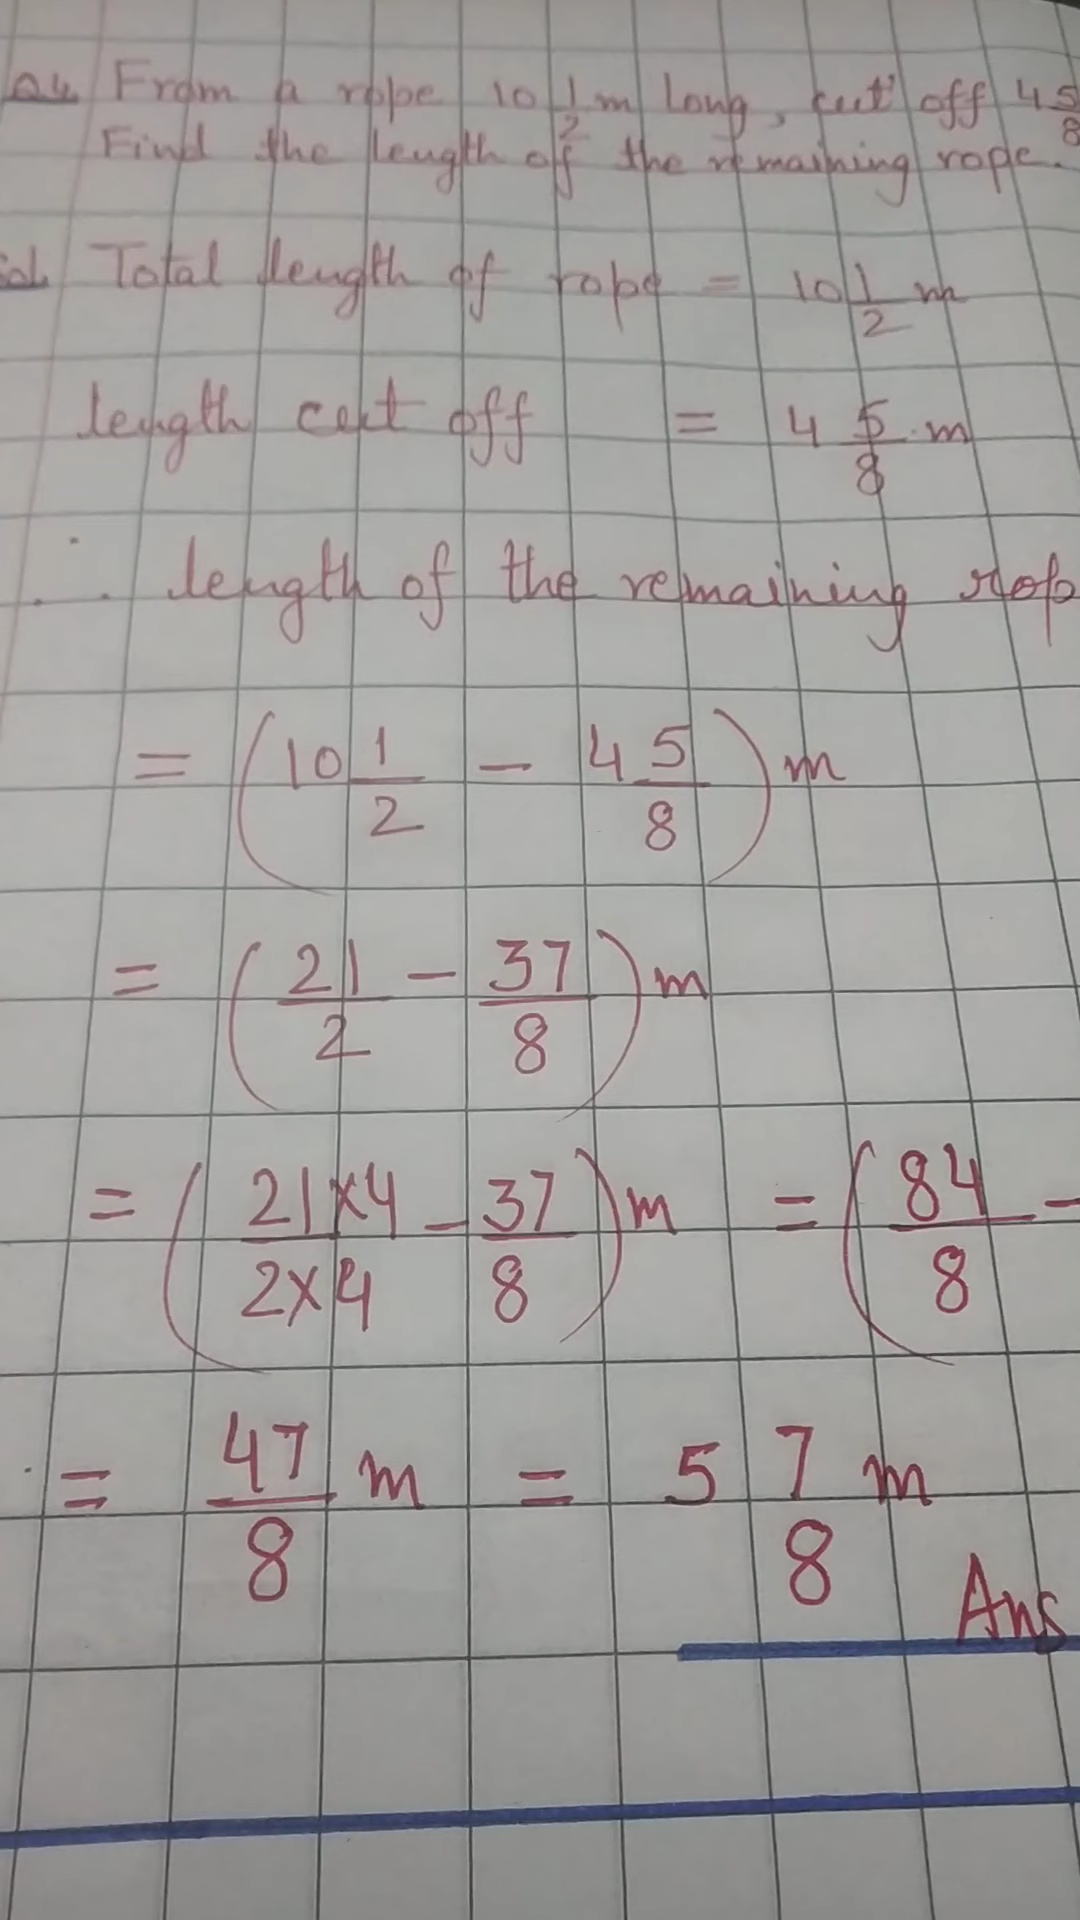 Q4 From a rope 10 1/2 m long, cut off 4 5/8
Find the length of the remaining rope.
Sol. Total length of rope = 10 1/2 m
length cut off = 4 5/8 m
∴ length of the remaining rop
= (10 1/2 - 4 5/8) m
= (21/2 - 37/8) m
= (21×4/2×4 - 37/8) m = (84/8 -
= 47/8 m = 5 7/8 m
Ans